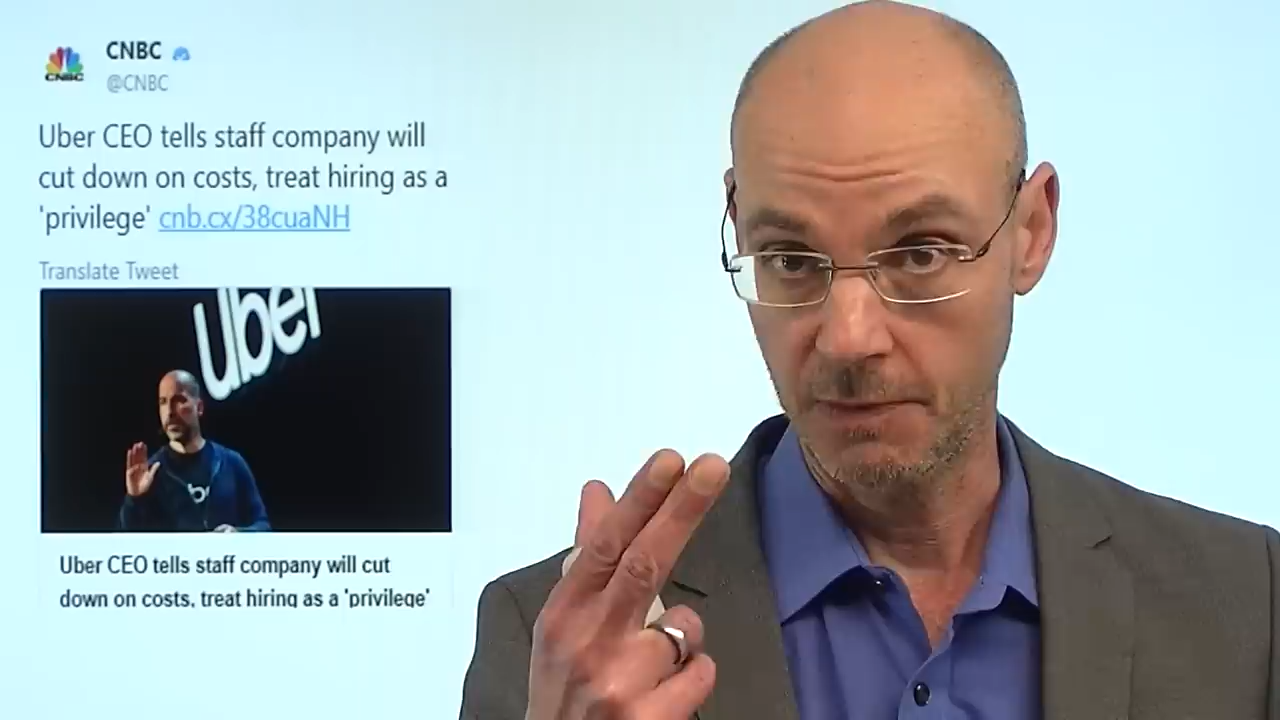 CNBC
@CNBC
CNBC
Uber CEO tells staff company will
cut down on costs, treat hiring as a
'privilege' cnb.cx/38cuaNH
Translate Tweet
Uber
Uber CEO tells staff company will cut
down on costs, treat hiring as a 'privilege'